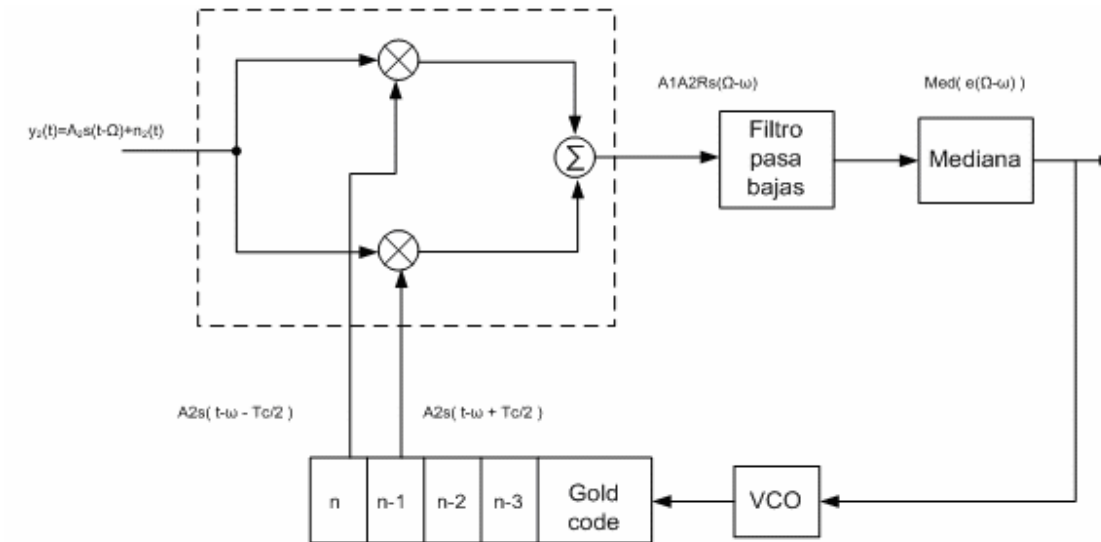 y₂(t)=A₂s(t-Ω)+n₂(t)
Σ
A1A2Rs(Ω-ω)
Med( e(Ω-ω) )
Filtro
pasa
bajas
Mediana
A2s( t-ω - Tc/2 )
A2s( t-ω + Tc/2 )
n
n-1
n-2
n-3
Gold
code
VCO